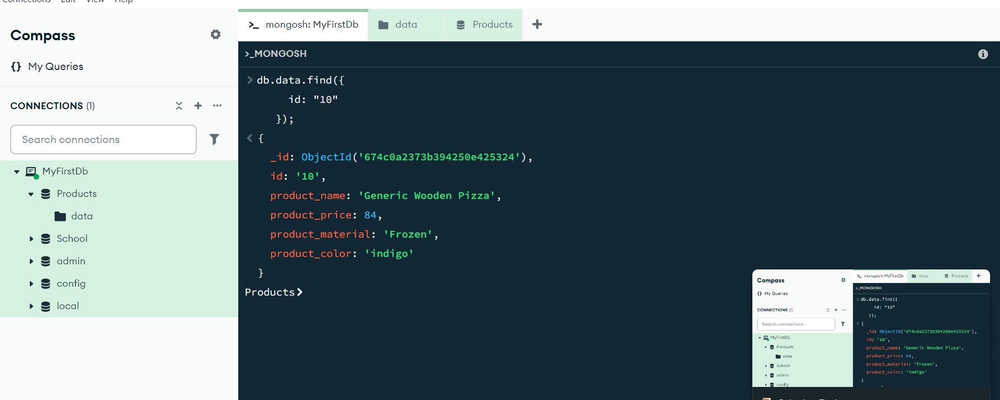 Connections Edit View Help
Compass
{} My Queries
CONNECTIONS (1)
Search connections
MyFirstDb
Products
data
School
admin
config
local
>_ mongosh: MyFirstDb
data
Products
>_MONGOSH
> db.data.find({
id: "10"
});
< {
_id: ObjectId('674c0a2373b394250e425324'),
id: '10',
product_name: 'Generic Wooden Pizza',
product_price: 84,
product_material: 'Frozen',
product_color: 'indigo'
}
Products>
Compass
{} My Queries
CONNECTIONS (1)
Search connections
MyFirstDb
Products
data
School
admin
config
>_ mongosh: MyFirstDb
data
Products
>_MONGOSH
> db.data.find({
id: "10"
});
< {
_id: ObjectId('674c0a2373b394250e425324'),
id: '10',
product_name: 'Generic Wooden Pizza',
product_price: 84,
product_material: 'Frozen',
product_color: 'indigo'
}